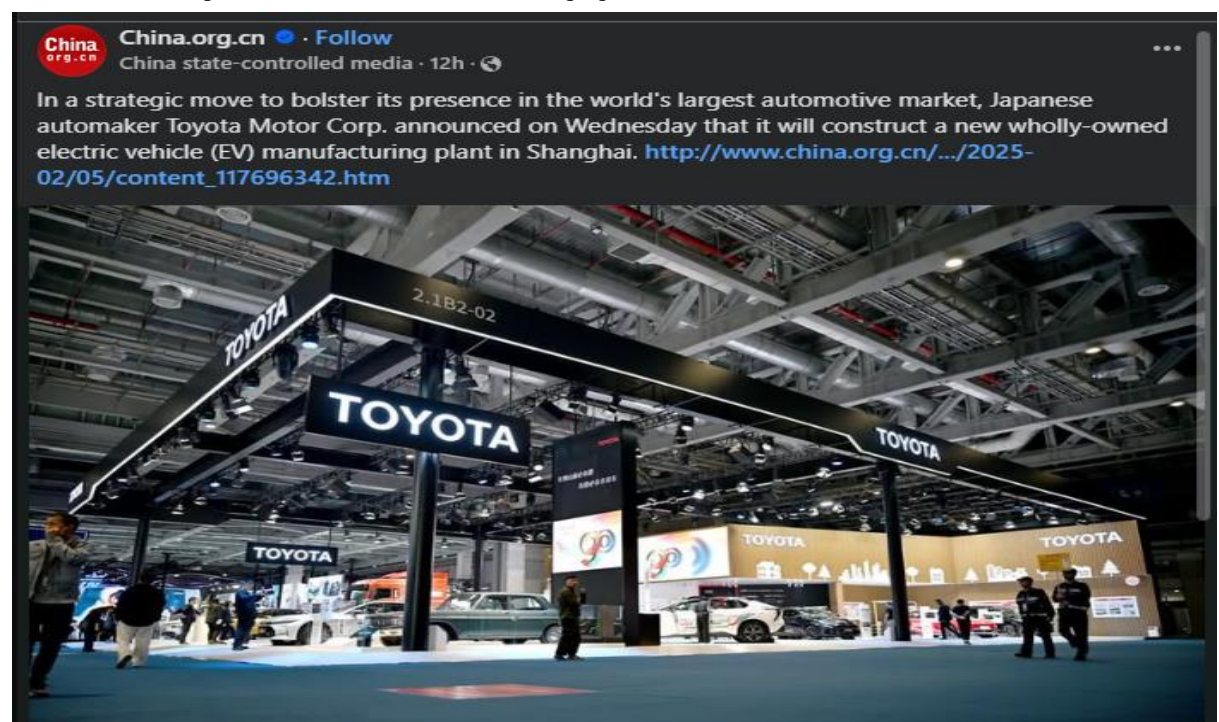 China
org.cn
China.org.cn · Follow
China state-controlled media · 12h ·
In a strategic move to bolster its presence in the world's largest automotive market, Japanese
automaker Toyota Motor Corp. announced on Wednesday that it will construct a new wholly-owned
electric vehicle (EV) manufacturing plant in Shanghai. http://www.china.org.cn/.../2025-
02/05/content_117696342.htm
2.1B2-02
TOYOTA
TOYOTA
TOYOTA
TOYOTA
TOYOTA
TOYOTA